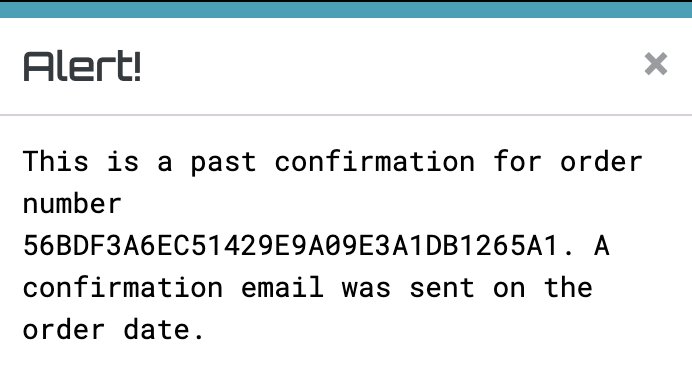 Alert!
This is a past confirmation for order
number
56BDF3A6EC51429E9A09E3A1DB1265A1. A
confirmation email was sent on the
order date.